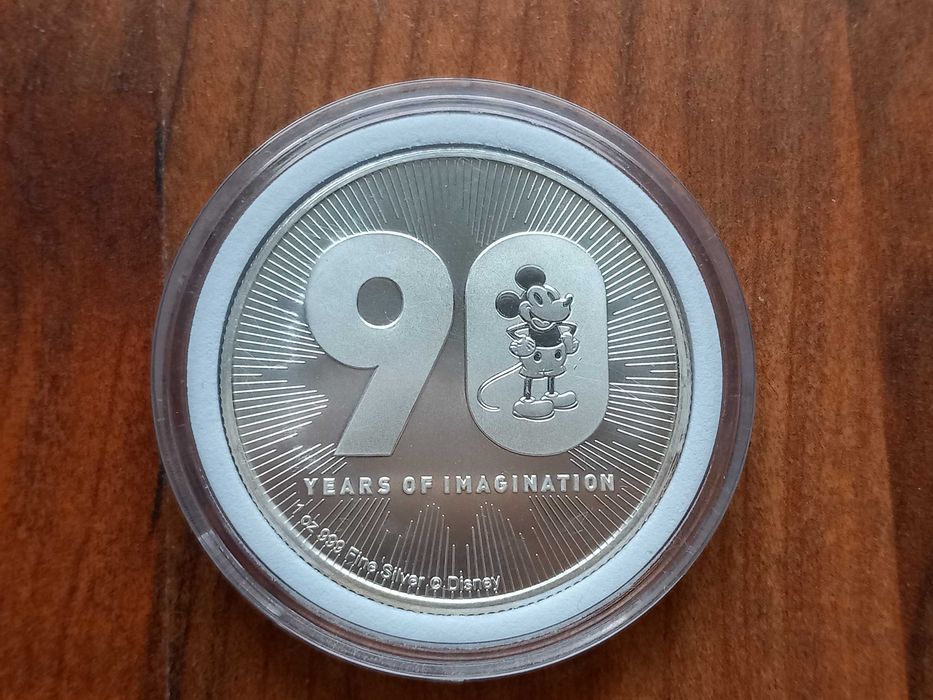 90
YEARS OF IMAGINATION
1 oz 999 Fine Silver © Disney